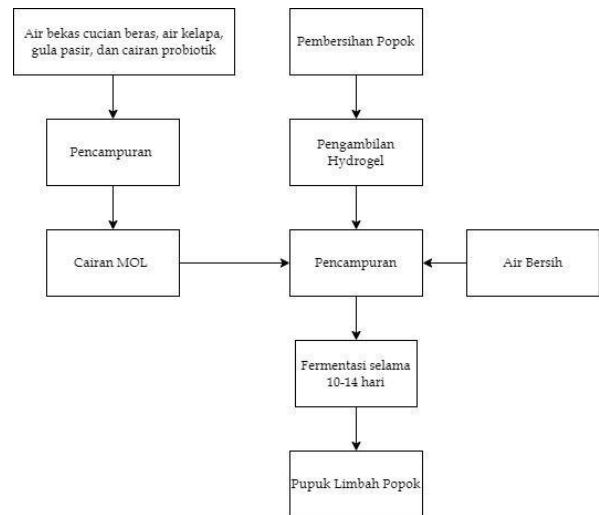 Air bekas cucian beras, air kelapa,
gula pasir, dan cairan probiotik
Pembersihan Popok
Pencampuran
Pengambilan
Hydrogel
Cairan MOL
Pencampuran
Air Bersih
Fermentasi selama
10-14 hari
Pupuk Limbah Popok